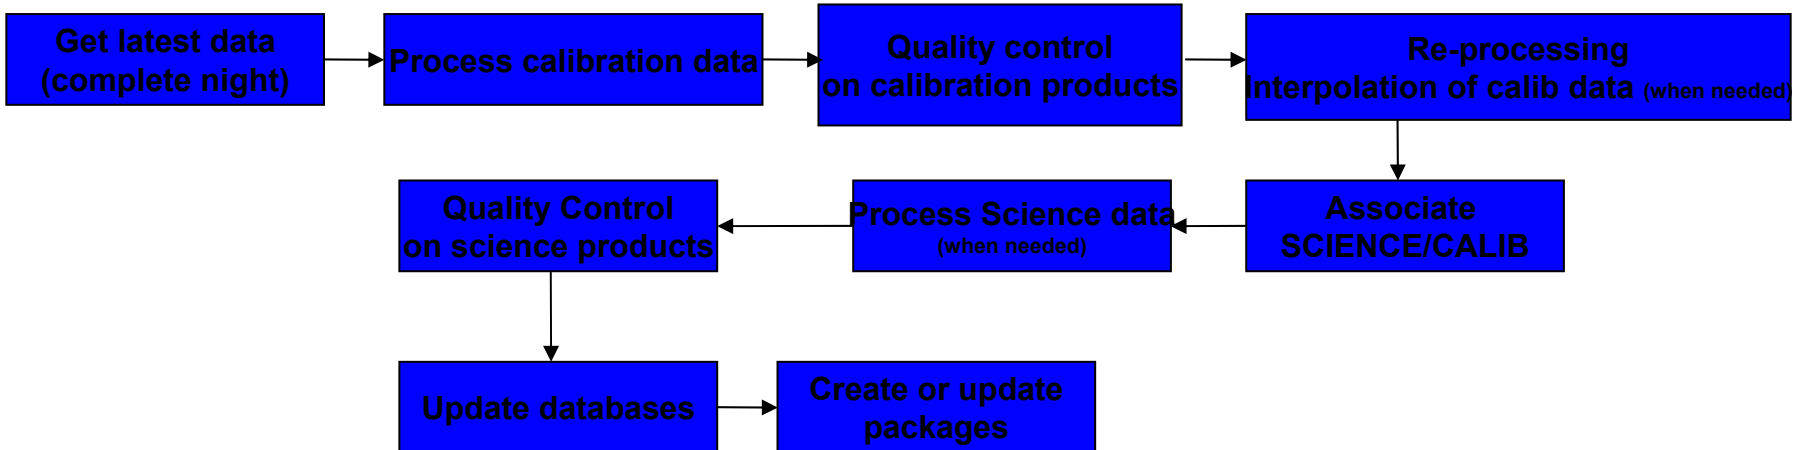 Get latest data
(complete night)
Process calibration data
Quality control
on calibration products
Re-processing
Interpolation of calib data (when needed)
Associate
SCIENCE/CALIB
Process Science data
(when needed)
Quality Control
on science products
Update databases
Create or update
packages